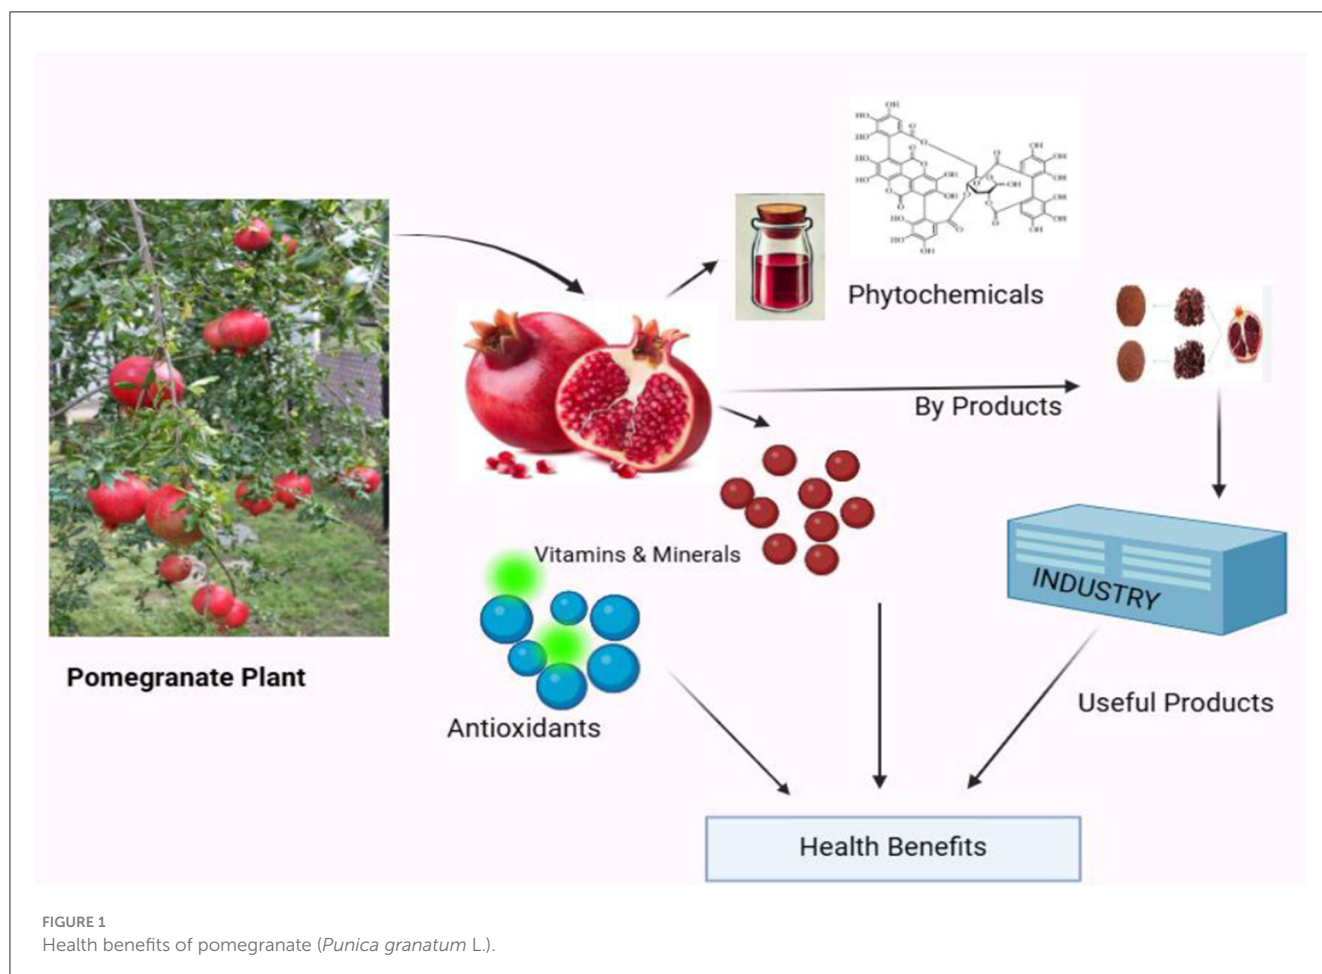 Phytochemicals
By Products
Vitamins & Minerals
INDUSTRY
Pomegranate Plant
Antioxidants
Useful Products
Health Benefits
FIGURE 1
Health benefits of pomegranate (Punica granatum L.).